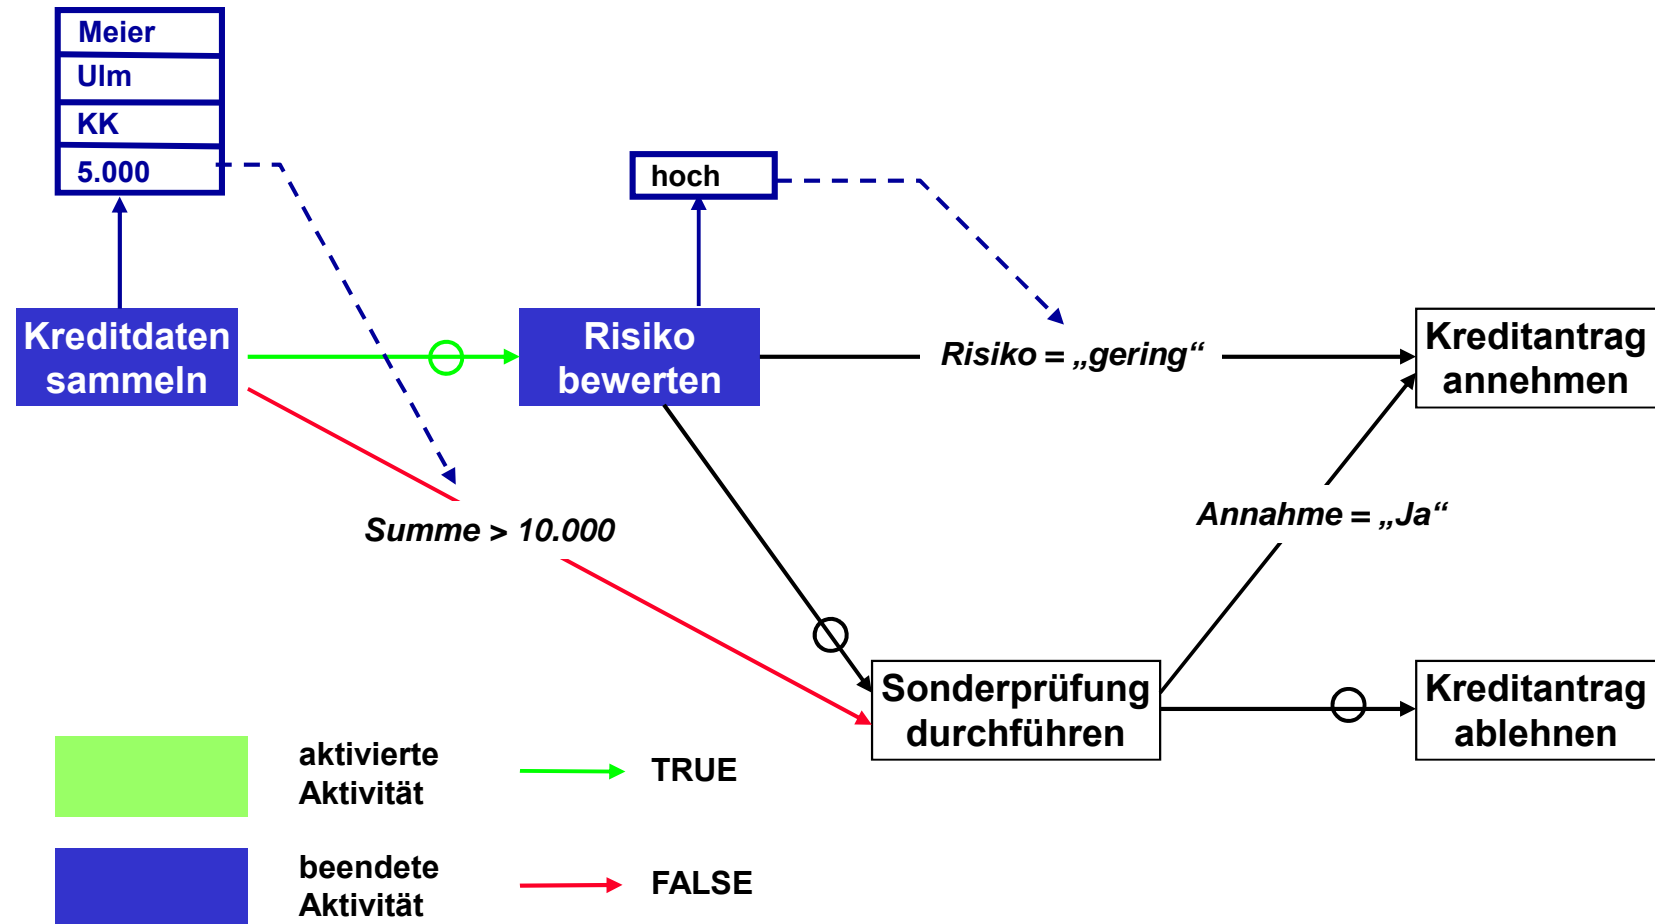 Meier
Ulm
KK
5.000
hoch
Kreditdaten
sammeln
Risiko
bewerten
Risiko = „gering“
Kreditantrag
annehmen
Summe > 10.000
Annahme = „Ja“
Sonderprüfung
durchführen
Kreditantrag
ablehnen
aktivierte
Aktivität
TRUE
beendete
Aktivität
FALSE